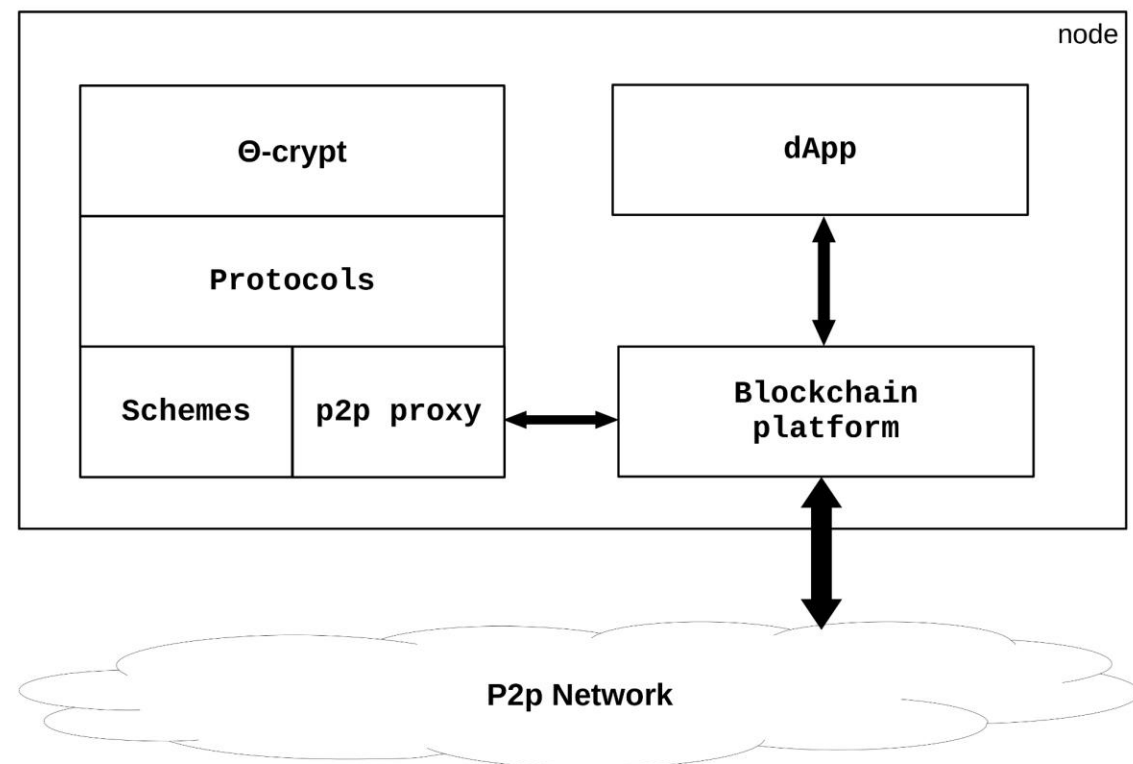 node
Θ-crypt
dApp
Protocols
Schemes
p2p proxy
Blockchain
platform
P2p Network